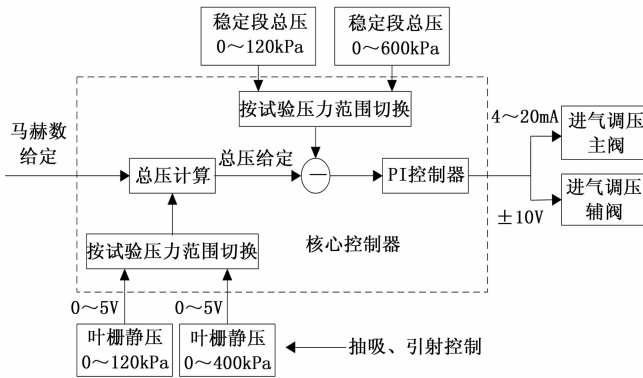 稳定段总压
0～120kPa
稳定段总压
0～600kPa
按试验压力范围切换
马赫数
给定
总压计算
总压给定
—
PI控制器
4～20mA
进气调压
主阀
±10V
进气调压
辅阀
按试验压力范围切换
核心控制器
0～5V
0～5V
叶栅静压
0～120kPa
叶栅静压
0～400kPa
抽吸、引射控制